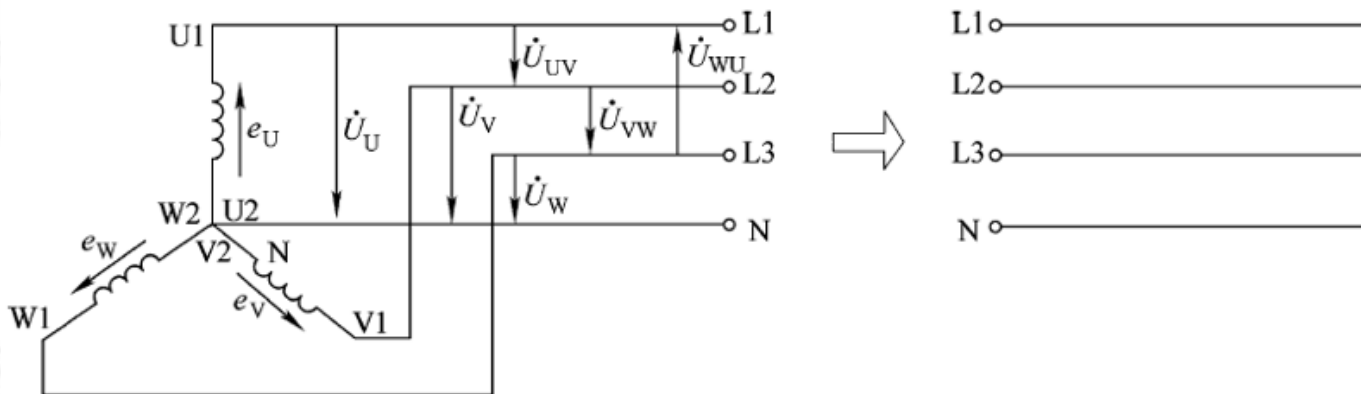 U1 L1 L1
U̇UV U̇WU
L2 L2
eU U̇U U̇V U̇VW
L3 L3
U̇W
W2 U2 N N
eW V2 N
eV
W1 V1